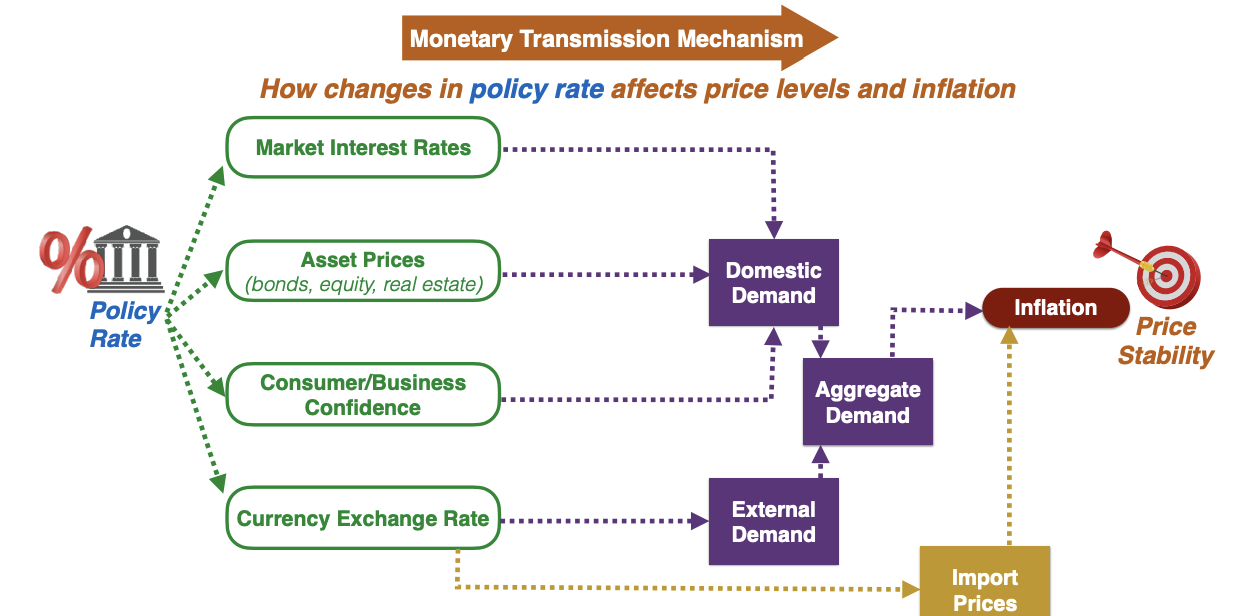 Monetary Transmission Mechanism
How changes in policy rate affects price levels and inflation
Market Interest Rates
Asset Prices
(bonds, equity, real estate)
%
Policy
Rate
Consumer/Business
Confidence
Currency Exchange Rate
Domestic
Demand
Aggregate
Demand
External
Demand
Inflation
Price
Stability
Import
Prices